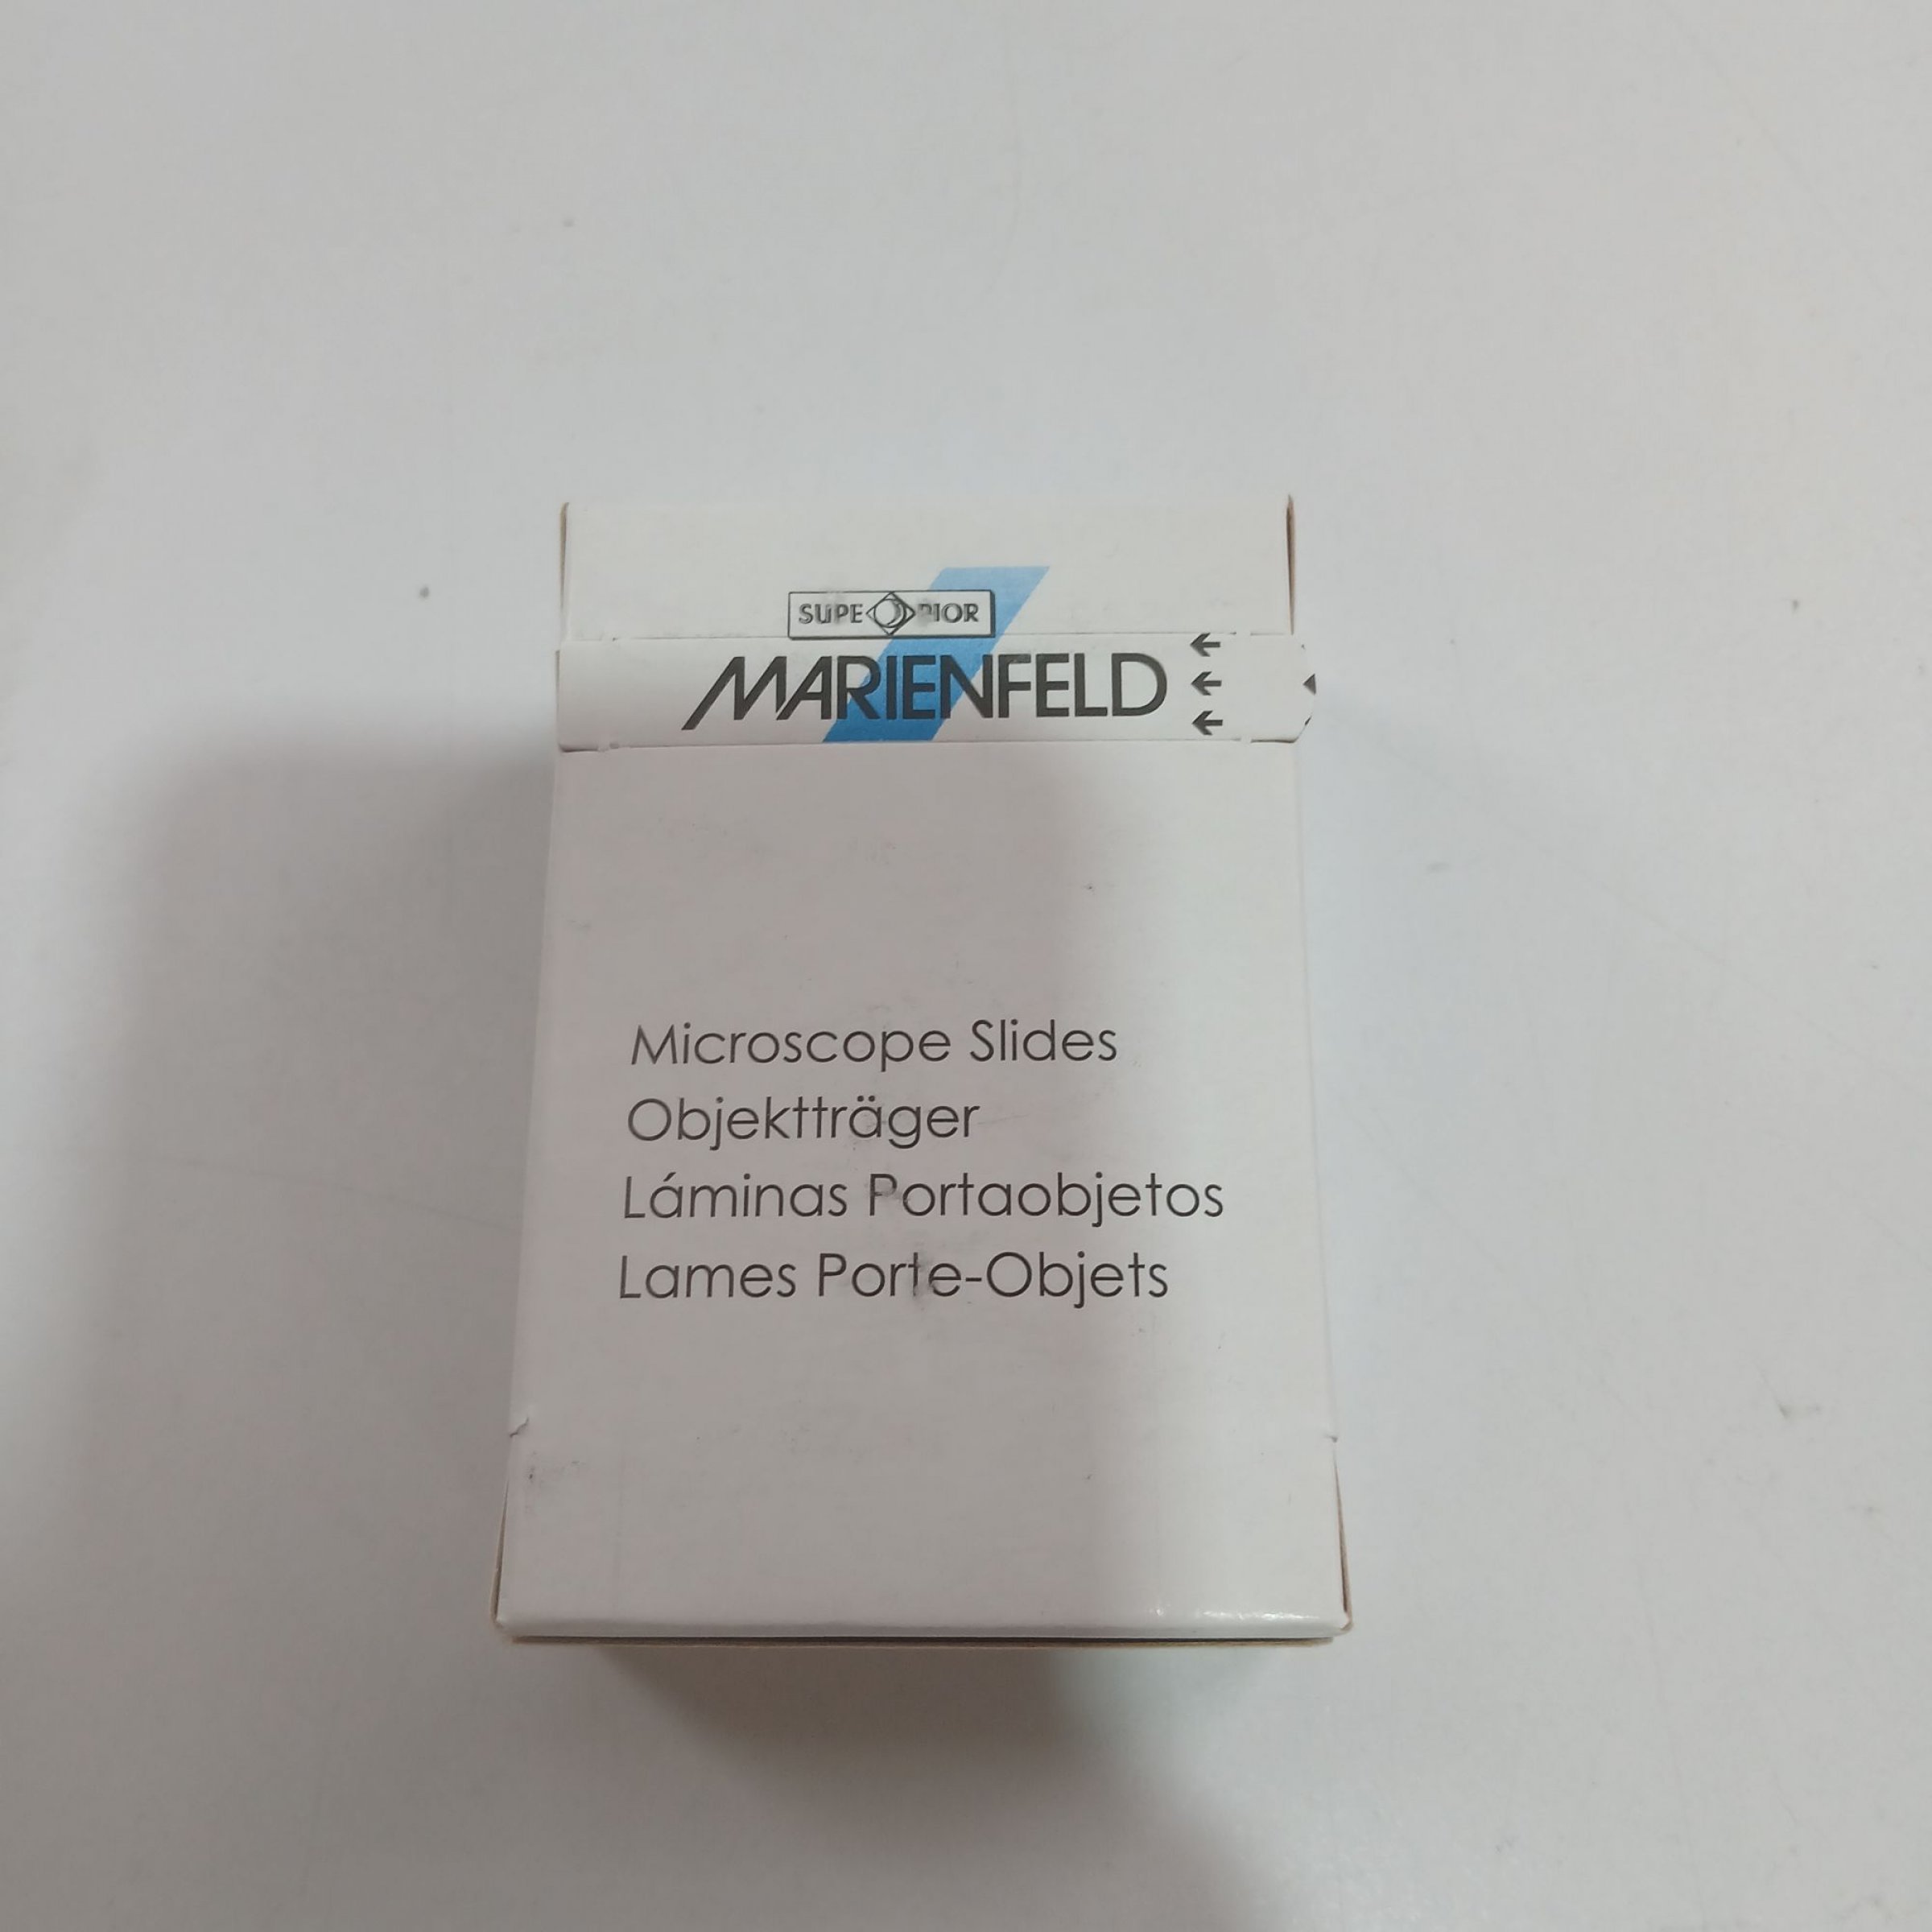 SUPERIOR
MARIENFELD
Microscope Slides
Objektträger
Láminas Portaobjetos
Lames Porte-Objets